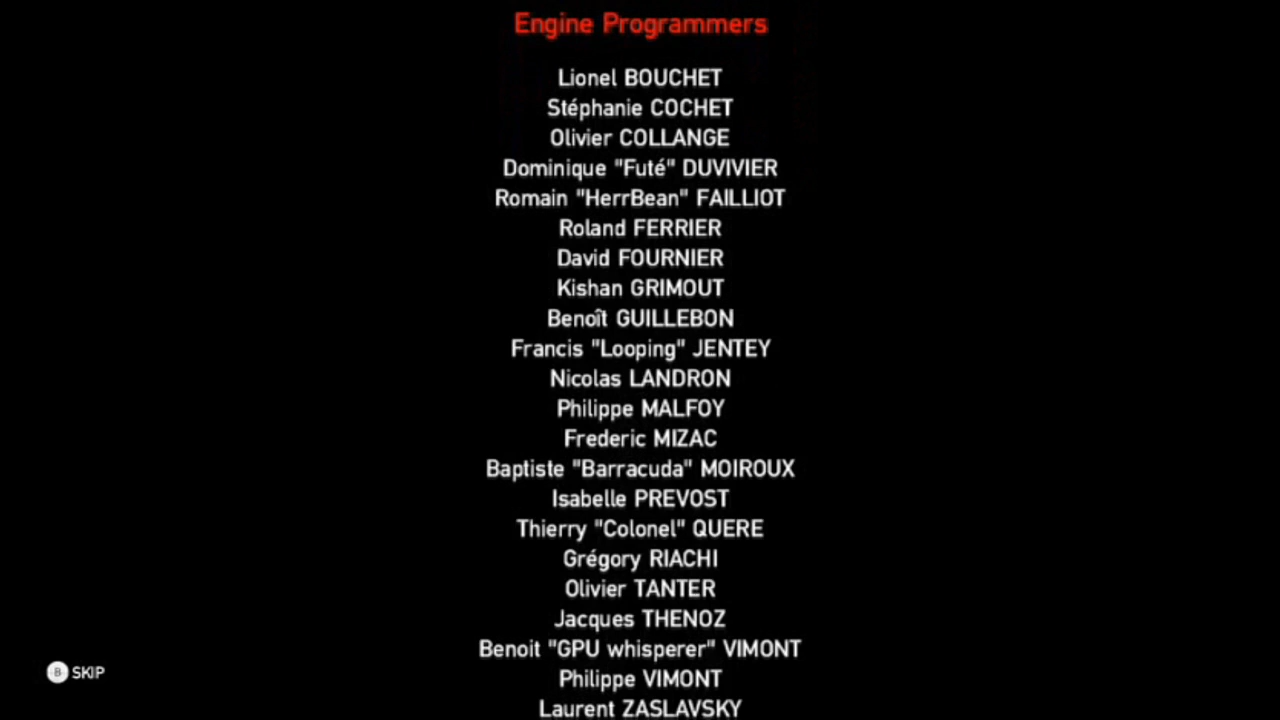 Engine Programmers
Lionel BOUCHET
Stéphanie COCHET
Olivier COLLANGE
Dominique "Futé" DUVIVIER
Romain "HerrBean" FAILLIOT
Roland FERRIER
David FOURNIER
Kishan GRIMOUT
Benoît GUILLEBON
Francis "Looping" JENTEY
Nicolas LANDRON
Philippe MALFOY
Frederic MIZAC
Baptiste "Barracuda" MOIROUX
Isabelle PREVOST
Thierry "Colonel" QUERE
Grégory RIACHI
Olivier TANTER
Jacques THENOZ
Benoit "GPU whisperer" VIMONT
Philippe VIMONT
Laurent ZASLAVSKY
B SKIP